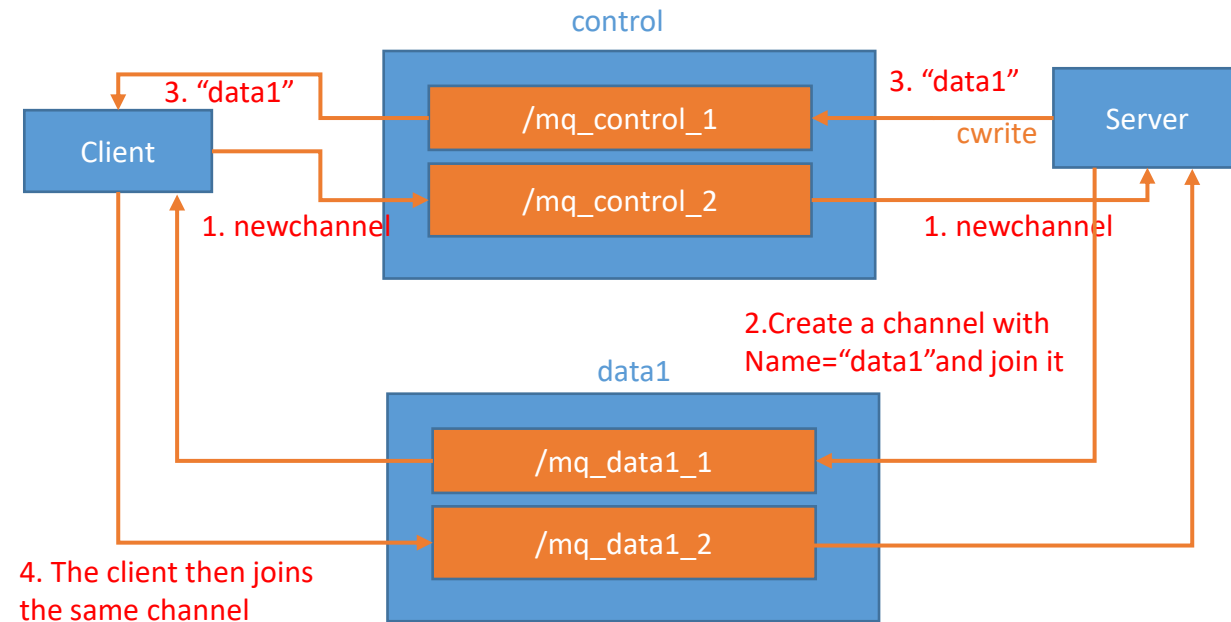 control
3. “data1”
/mq_control_1
3. “data1”
cwrite
Server
Client
/mq_control_2
1. newchannel
1. newchannel
2.Create a channel with
Name=“data1”and join it
data1
/mq_data1_1
/mq_data1_2
4. The client then joins
the same channel